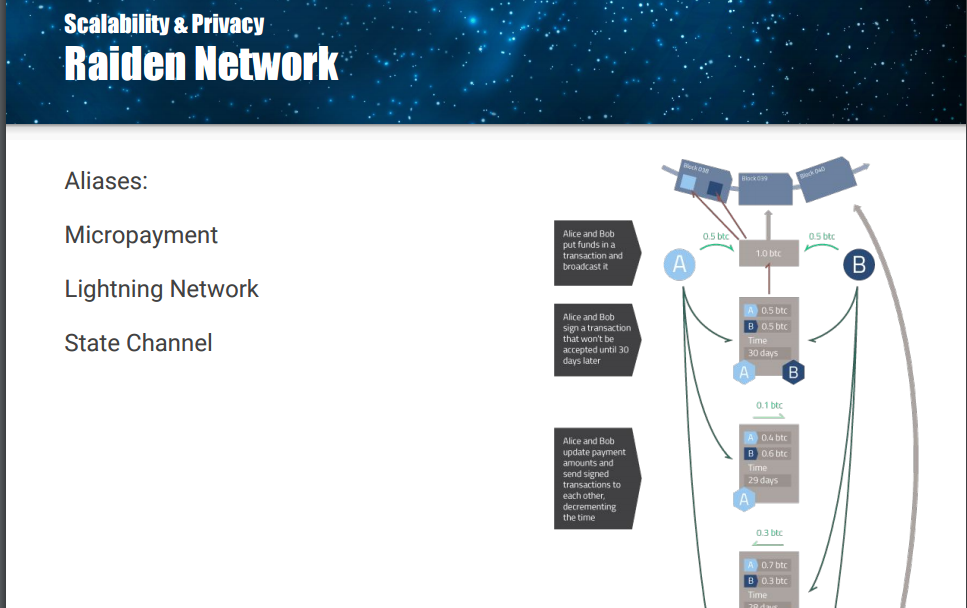 Scalability & Privacy
Raiden Network
Aliases:
Micropayment
Lightning Network
State Channel
Block 038
Block 039
Block 040
Alice and Bob
put funds in a
transaction and
broadcast it
0.5 btc
0.5 btc
A
1.0 btc
B
Alice and Bob
sign a transaction
that won't be
accepted until 30
days later
A 0.5 btc
B 0.5 btc
Time
30 days
A B
0.1 btc
Alice and Bob
update payment
amounts and
send signed
transactions to
each other,
decrementing
the time
A 0.4 btc
B 0.6 btc
Time
29 days
A
0.3 btc
A 0.7 btc
B 0.3 btc
Time